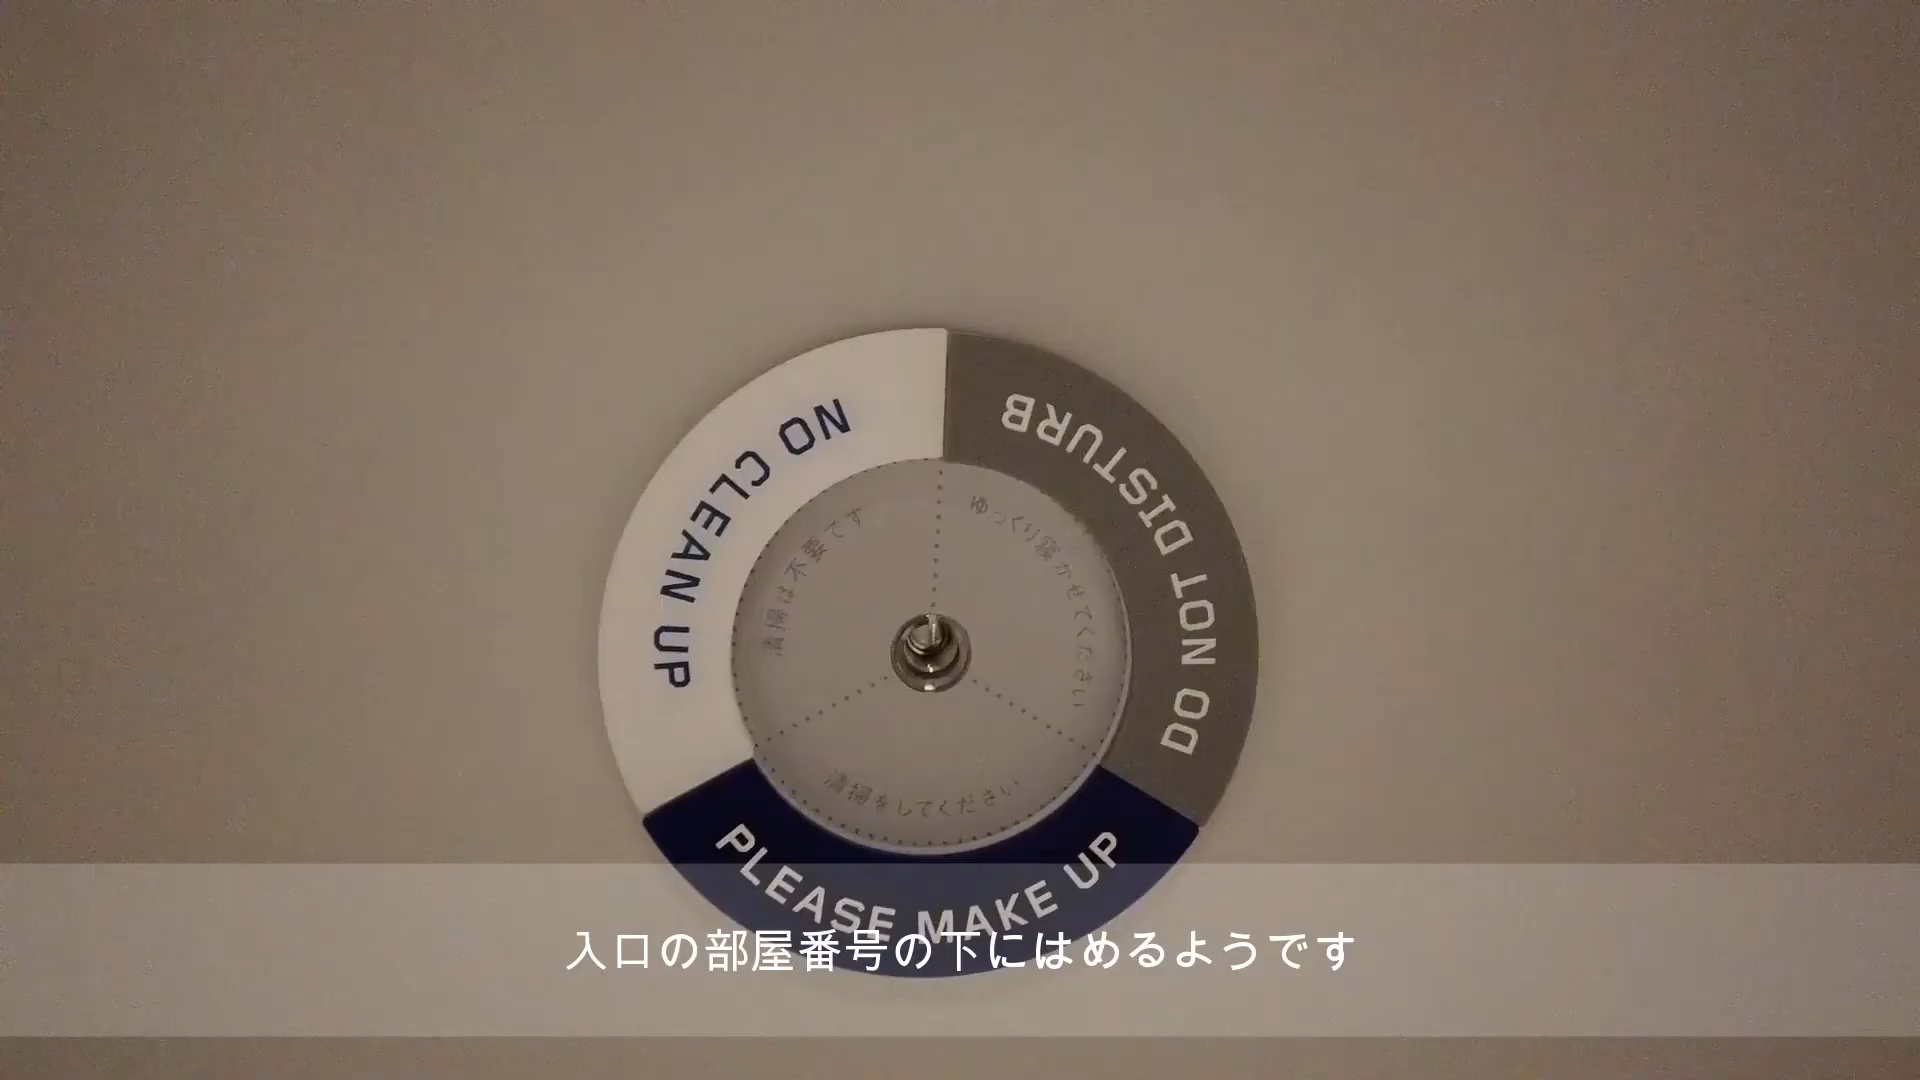 NO CLEAN UP
DO NOT DISTURB
清掃は不要です
ゆっくり寝かせてください
清掃をしてください
PLEASE MAKE UP
入口の部屋番号の下にはめるようです